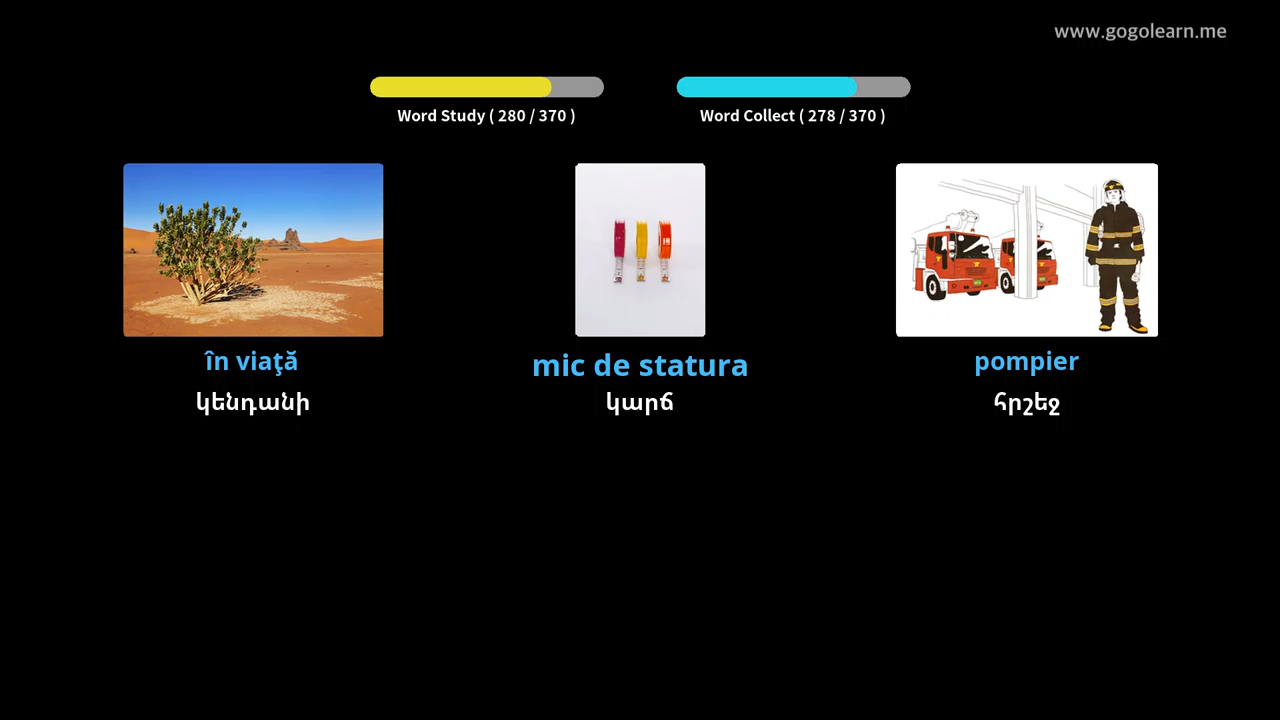 www.gogolearn.me
Word Study ( 280 / 370 )
Word Collect ( 278 / 370 )
în viaţă
mic de statura
pompier
կենդանի
կարճ
հրշեջ